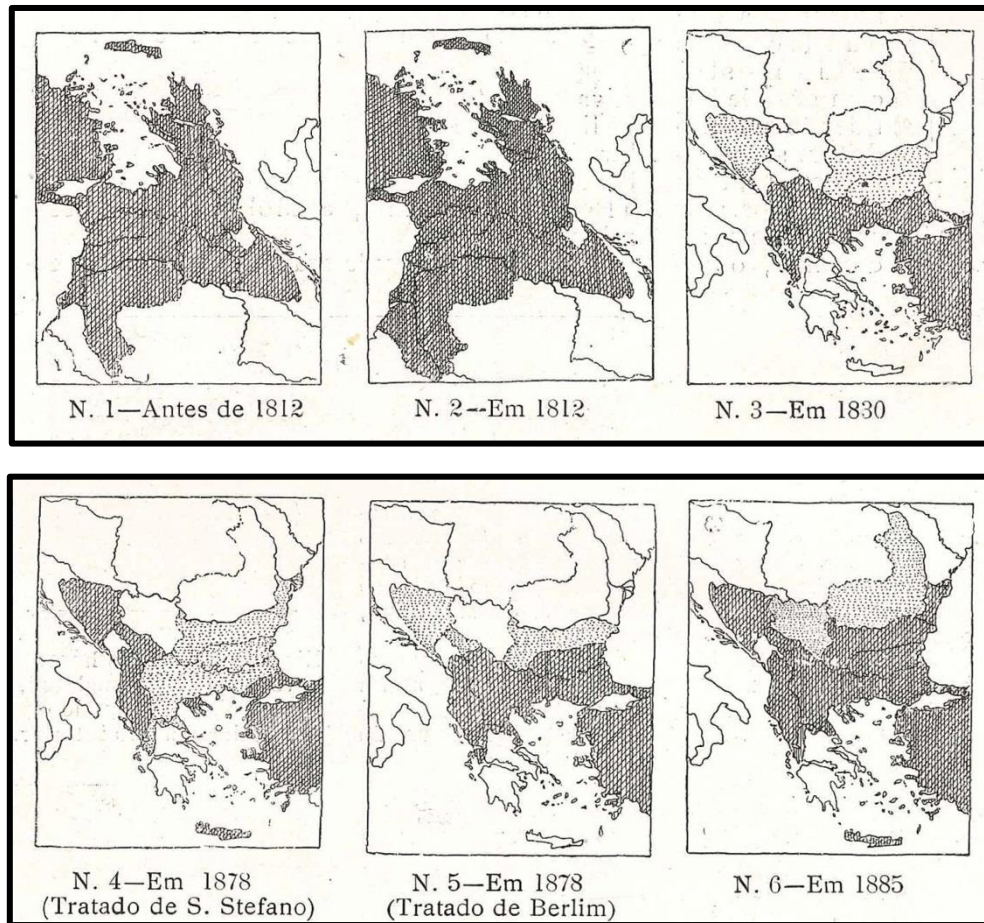 N. 1—Antes de 1812
N. 2--Em 1812
N. 3—Em 1830
N. 4—Em 1878
(Tratado de S. Stefano)
N. 5—Em 1878
(Tratado de Berlim)
N. 6—Em 1885